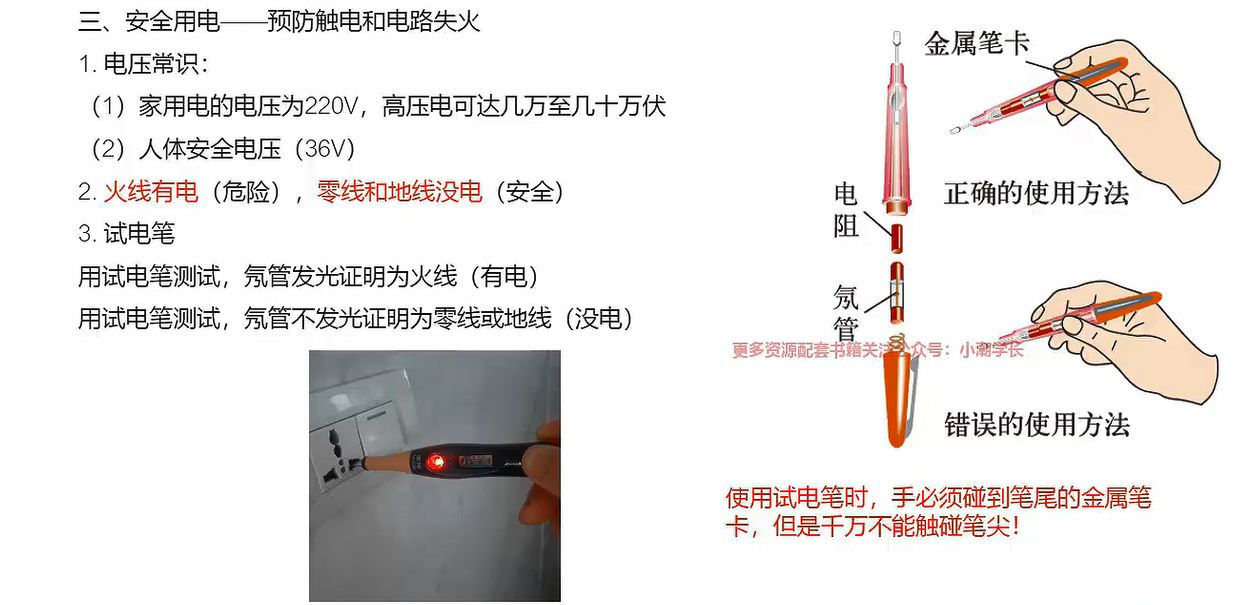 三、安全用电——预防触电和电路失火
1. 电压常识：
（1）家用电的电压为220V，高压电可达几万至几十万伏
（2）人体安全电压（36V）
2. 火线有电（危险），零线和地线没电（安全）
3. 试电笔
用试电笔测试，氖管发光证明为火线（有电）
用试电笔测试，氖管不发光证明为零线或地线（没电）
金属笔卡
正确的使用方法
电
阻
氖
管
更多资源配套书籍关注公众号：小潮学长
错误的使用方法
使用试电笔时，手必须碰到笔尾的金属笔
卡，但是千万不能触碰笔尖！